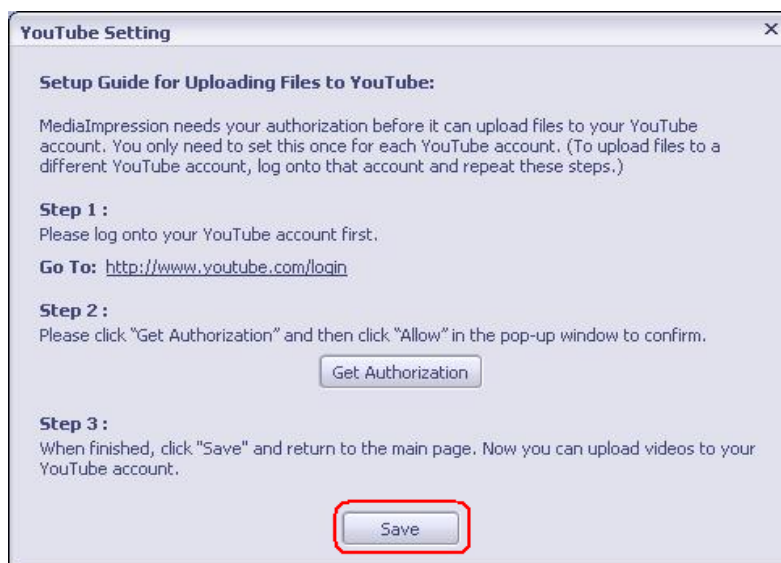 YouTube Setting
Setup Guide for Uploading Files to YouTube:
MediaImpression needs your authorization before it can upload files to your YouTube
account. You only need to set this once for each YouTube account. (To upload files to a
different YouTube account, log onto that account and repeat these steps.)
Step 1 :
Please log onto your YouTube account first.
Go To: http://www.youtube.com/login
Step 2 :
Please click “Get Authorization” and then click “Allow” in the pop-up window to confirm.
Get Authorization
Step 3 :
When finished, click "Save" and return to the main page. Now you can upload videos to your
YouTube account.
Save